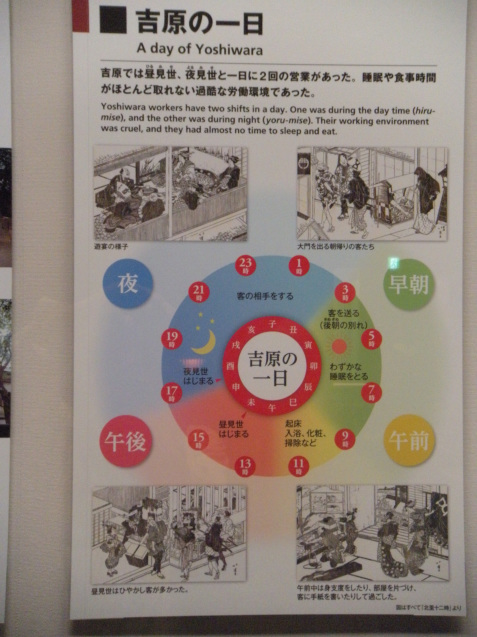 吉原の一日
A day of Yoshiwara
吉原では昼見世、夜見世と一日に2回の営業があった。睡眠や食事時間
がほとんど取れない過酷な労働環境であった。
Yoshiwara workers have two shifts in a day. One was during the day time (hiru-
mise), and the other was during night (yoru-mise). Their working environment
was cruel, and they had almost no time to sleep and eat.
遊宴の様子
大門を出る朝帰りの客たち
夜
早朝
23時
1時
21時
3時
客の相手をする
客を送る
(後朝の別れ)
19時
5時
子
丑
寅
卯
辰
巳
午
未
申
酉
戌
亥
吉原の
一日
夜見世
はじまる
わずかな
睡眠をとる
17時
7時
昼見世
はじまる
起床
入浴、化粧、
掃除など
午後
午前
15時
9時
13時
11時
昼見世はひやかし客が多かった。
午前中は身支度をしたり、部屋を片づけ、
客に手紙を書いたりして過ごした。